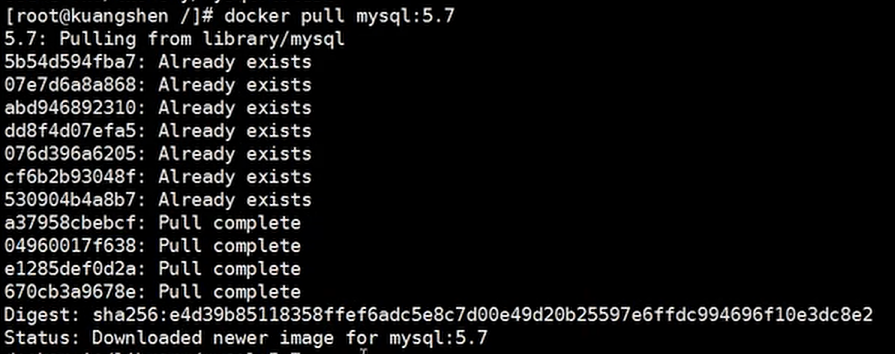 [root@kuangshen /]# docker pull mysql:5.7
5.7: Pulling from library/mysql
5b54d594fba7: Already exists
07e7d6a8a868: Already exists
abd946892310: Already exists
dd8f4d07efa5: Already exists
076d396a6205: Already exists
cf6b2b93048f: Already exists
530904b4a8b7: Already exists
a37958cbebcf: Pull complete
04960017f638: Pull complete
e1285def0d2a: Pull complete
670cb3a9678e: Pull complete
Digest: sha256:e4d39b85118358ffef6adc5e8c7d00e49d20b25597e6ffdc994696f10e3dc8e2
Status: Downloaded newer image for mysql:5.7